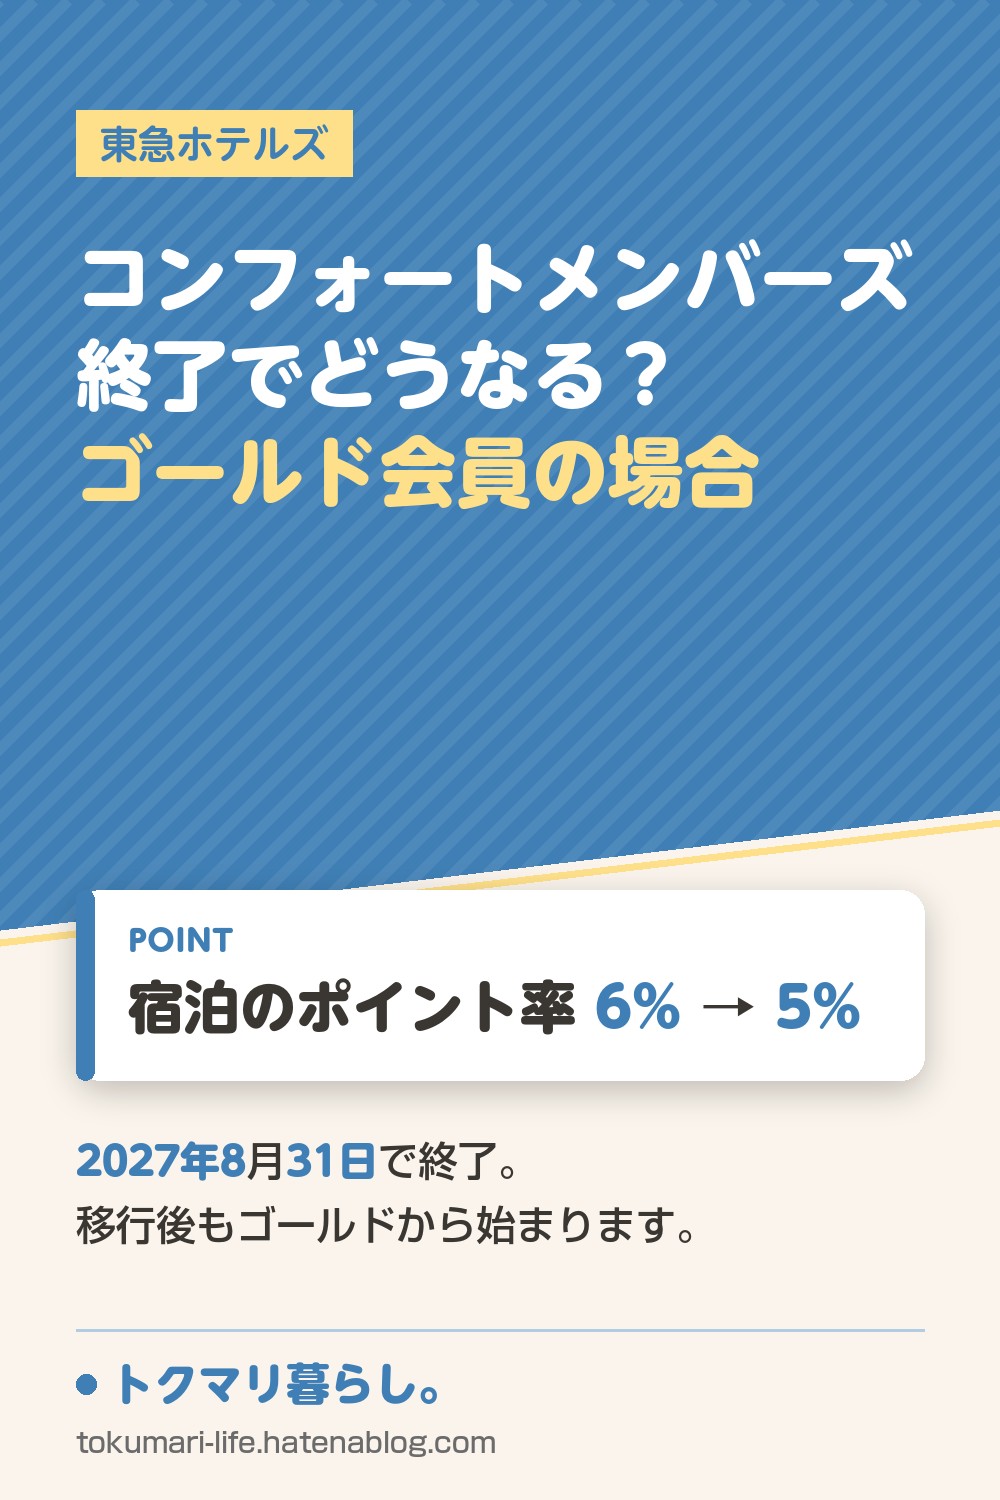 東急ホテルズ
コンフォートメンバーズ
終了でどうなる？
ゴールド会員の場合
POINT
宿泊のポイント率 6% → 5%
2027年8月31日で終了。
移行後もゴールドから始まります。
トクマリ暮らし。
tokumari-life.hatenablog.com